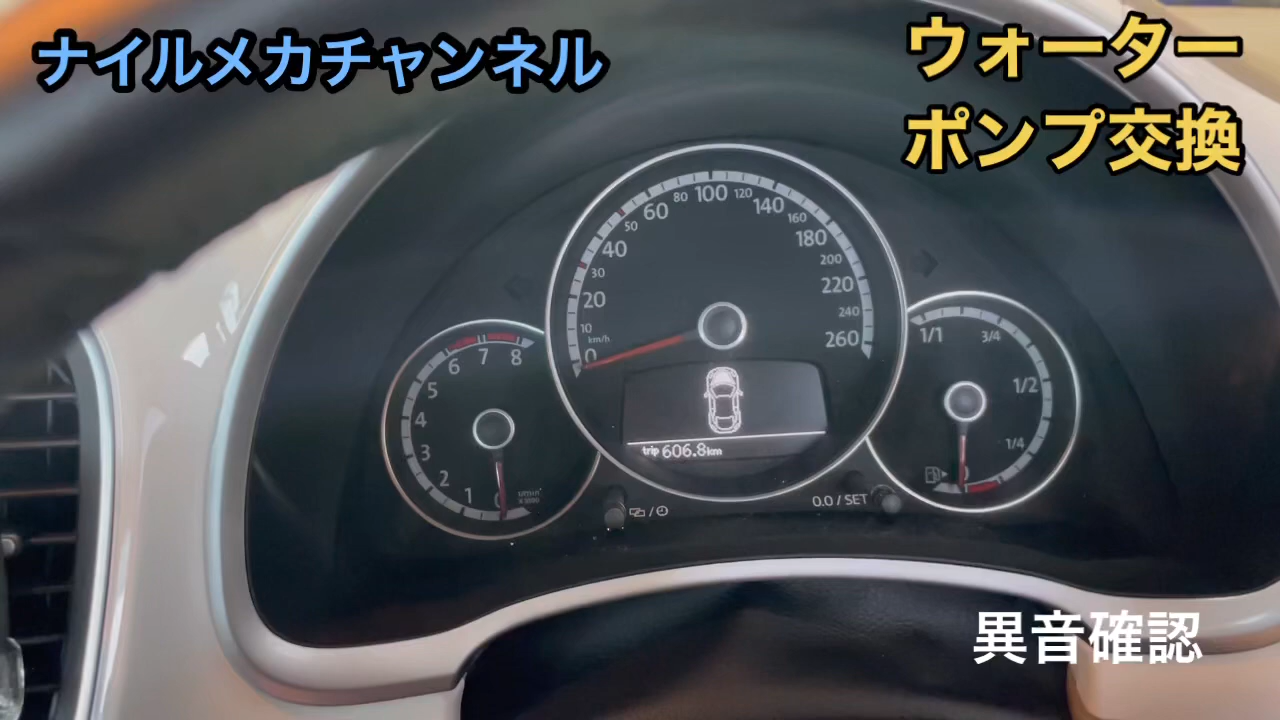 ナイルメカチャンネル
ウォーター
ポンプ交換
10 20 30 40 50 60 80 100 120 140 160 180 200 220 240 260
km/h
0
1 2 3 4 5 6 7 8
1/1 3/4 1/2 1/4
trip 606.8km
0.0 / SET
異音確認